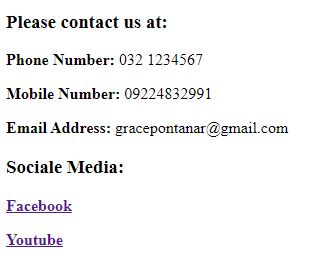 Please contact us at:
Phone Number: 032 1234567
Mobile Number: 09224832991
Email Address: gracepontanar@gmail.com
Sociale Media:
Facebook
Youtube